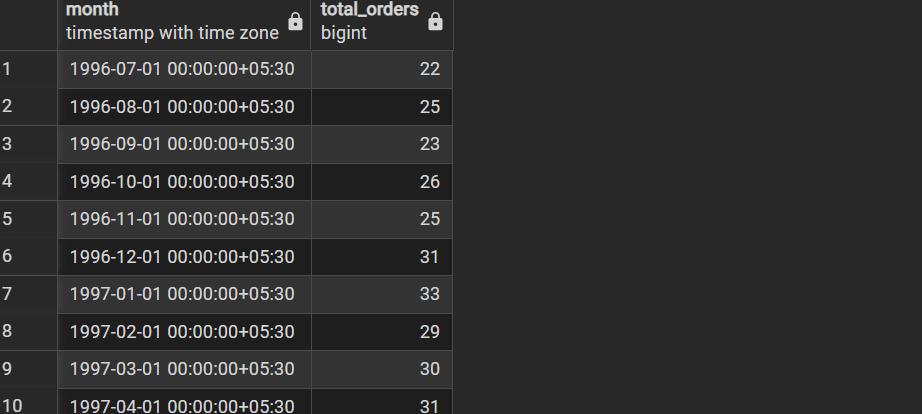 month total_orders
timestamp with time zone bigint
1 1996-07-01 00:00:00+05:30 22
2 1996-08-01 00:00:00+05:30 25
3 1996-09-01 00:00:00+05:30 23
4 1996-10-01 00:00:00+05:30 26
5 1996-11-01 00:00:00+05:30 25
6 1996-12-01 00:00:00+05:30 31
7 1997-01-01 00:00:00+05:30 33
8 1997-02-01 00:00:00+05:30 29
9 1997-03-01 00:00:00+05:30 30
10 1997-04-01 00:00:00+05:30 31